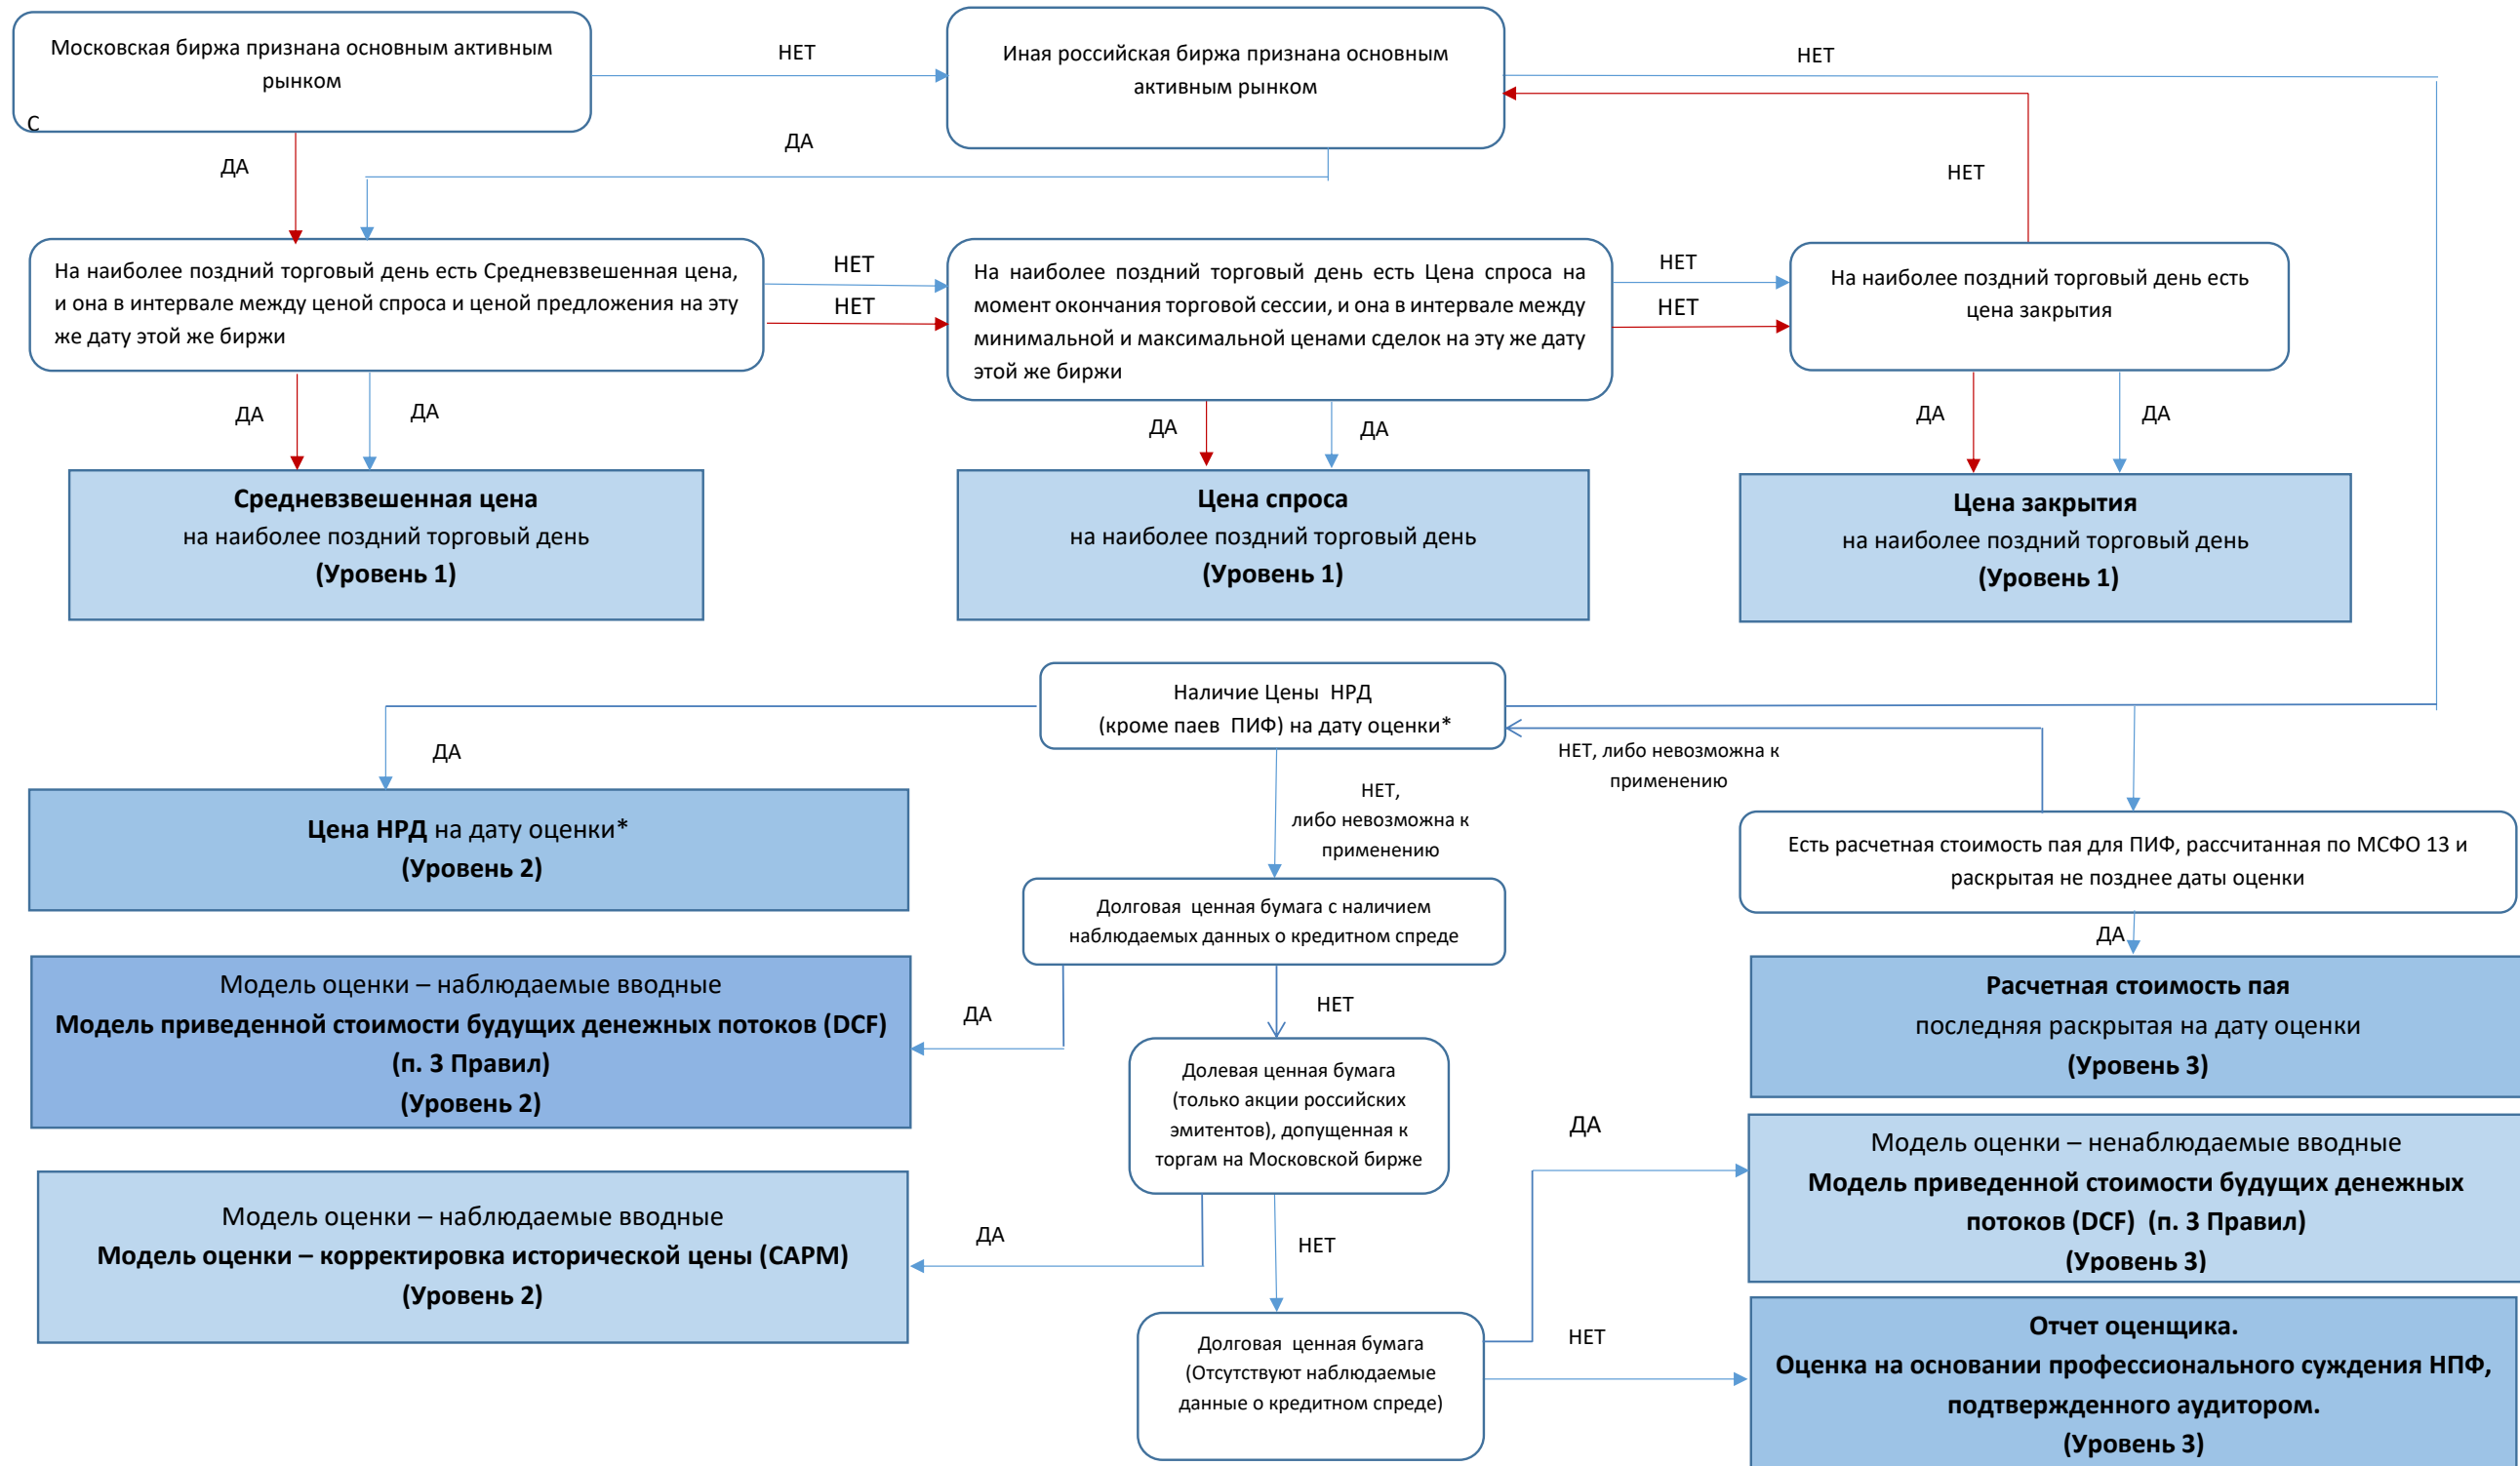 Московская биржа признана основным активным
рынком
С
НЕТ
Иная российская биржа признана основным
активным рынком
НЕТ
ДА
ДА
НЕТ
На наиболее поздний торговый день есть Средневзвешенная цена,
и она в интервале между ценой спроса и ценой предложения на эту
же дату этой же биржи
НЕТ
НЕТ
На наиболее поздний торговый день есть Цена спроса на
момент окончания торговой сессии, и она в интервале между
минимальной и максимальной ценами сделок на эту же дату
этой же биржи
НЕТ
НЕТ
На наиболее поздний торговый день есть
цена закрытия
ДА
ДА
ДА
ДА
ДА
ДА
Средневзвешенная цена
на наиболее поздний торговый день
(Уровень 1)
Цена спроса
на наиболее поздний торговый день
(Уровень 1)
Цена закрытия
на наиболее поздний торговый день
(Уровень 1)
Наличие Цены НРД
(кроме паев ПИФ) на дату оценки*
ДА
НЕТ, либо невозможна к
применению
НЕТ,
либо невозможна к
применению
Цена НРД на дату оценки*
(Уровень 2)
Есть расчетная стоимость пая для ПИФ, рассчитанная по МСФО 13 и
раскрытая не позднее даты оценки
Долговая ценная бумага с наличием
наблюдаемых данных о кредитном спреде
ДА
Модель оценки – наблюдаемые вводные
Модель приведенной стоимости будущих денежных потоков (DCF)
(п. 3 Правил)
(Уровень 2)
ДА
НЕТ
Расчетная стоимость пая
последняя раскрытая на дату оценки
(Уровень 3)
Долевая ценная бумага
(только акции российских
эмитентов), допущенная к
торгам на Московской бирже
ДА
Модель оценки – ненаблюдаемые вводные
Модель приведенной стоимости будущих денежных
потоков (DCF) (п. 3 Правил)
(Уровень 3)
Модель оценки – наблюдаемые вводные
Модель оценки – корректировка исторической цены (CAPM)
(Уровень 2)
ДА
НЕТ
Долговая ценная бумага
(Отсутствуют наблюдаемые
данные о кредитном спреде)
НЕТ
Отчет оценщика.
Оценка на основании профессионального суждения НПФ,
подтвержденного аудитором.
(Уровень 3)